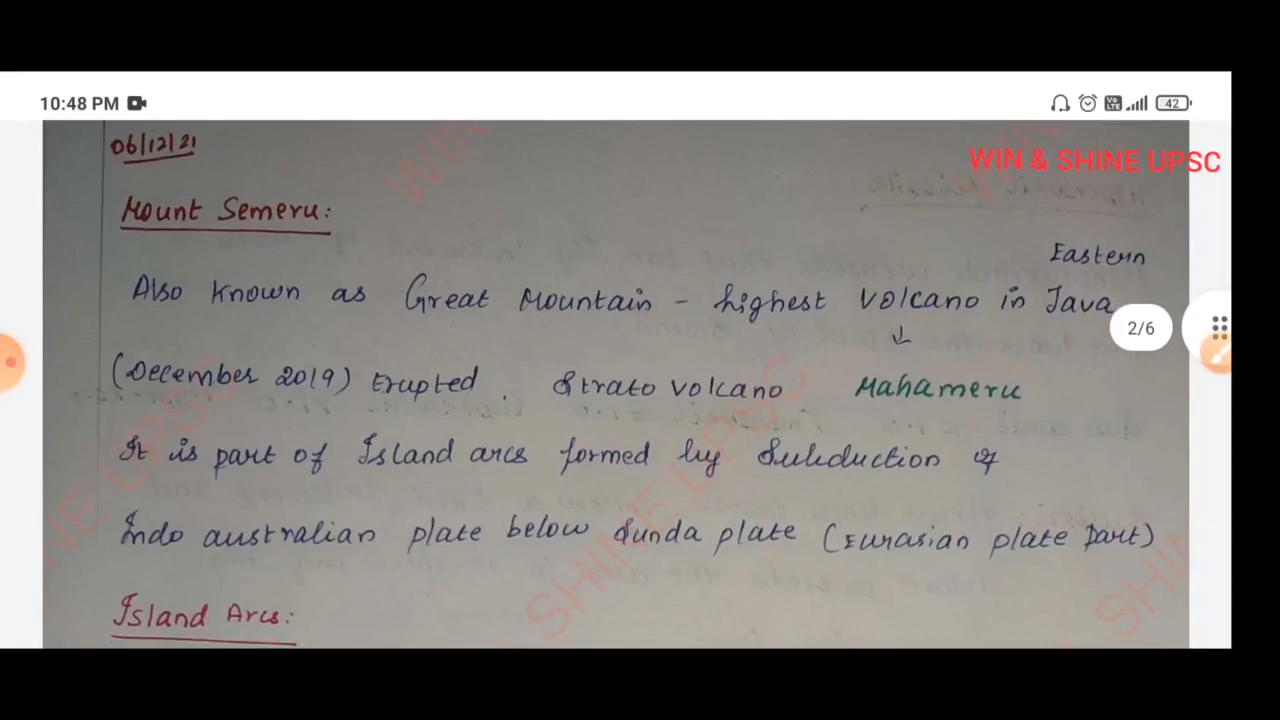 10:48 PM
42
WIN & SHINE UPSC
06/12/21
Mount Semeru:
Eastern
Also known as Great Mountain - highest volcano in Java
2/6
(December 2019) Erupted Strato volcano Mahameru
It is part of Island arcs formed by Subduction of
Indo australian plate below Sunda plate (Eurasian plate Part)
Island Arcs: